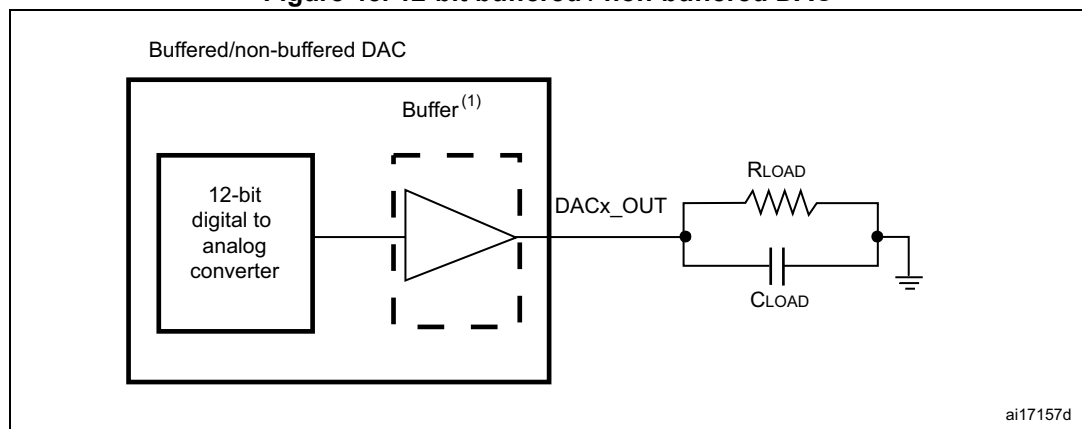 Figure 12-bit buffered / non-buffered DAC
Buffered/non-buffered DAC
Buffer(1)
12-bit
digital to
analog
converter
DACx_OUT
RLOAD
CLOAD
ai17157d